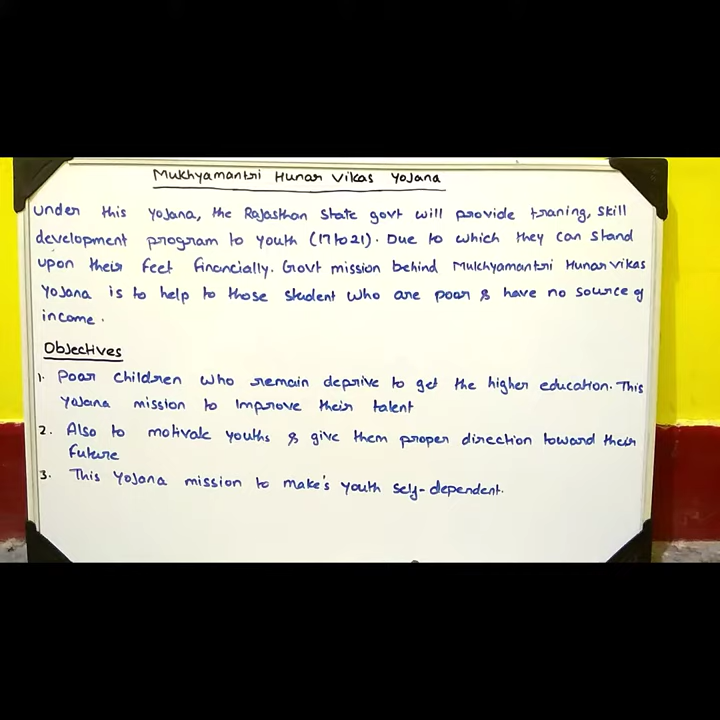 Mukhyamantri Hunar Vikas Yojana
Under this Yojana, the Rajasthan State govt will provide traning, skill
development program to youth (17 to 21). Due to which they can stand
upon their feet financially. Govt mission behind Mukhyamantri Hunar Vikas
Yojana is to help to those student who are poor & have no source of
income.
Objectives
1. Poor children who remain deprive to get the higher education. This
Yojana mission to improve their talent
2. Also to motivate youths & give them proper direction toward their
future
3. This Yojana mission to make's youth self-dependent.